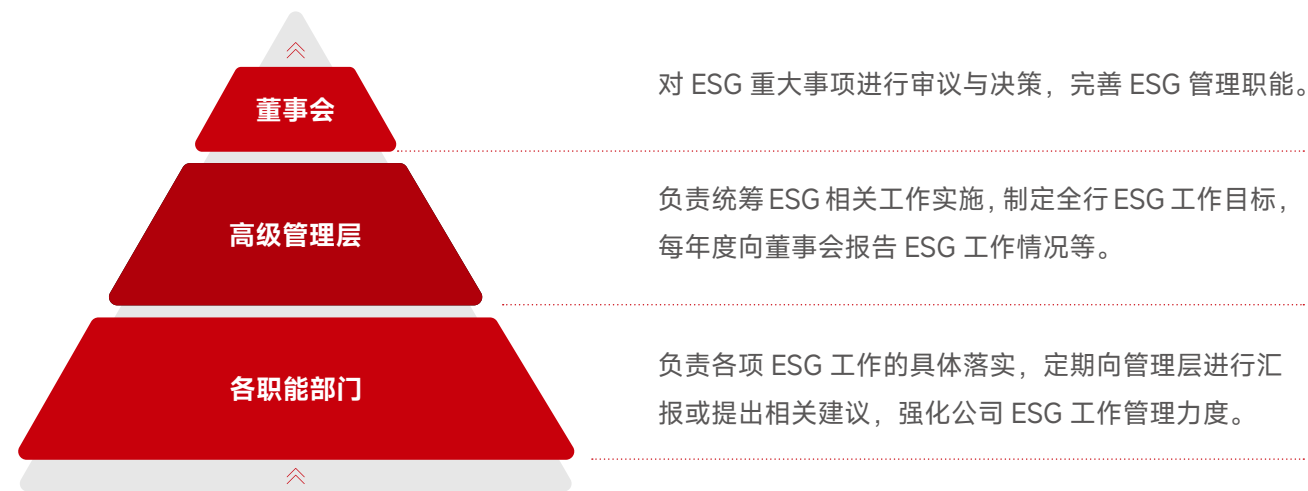 董事会
对 ESG 重大事项进行审议与决策，完善 ESG 管理职能。
高级管理层
负责统筹 ESG 相关工作实施，制定全行 ESG 工作目标，
每年度向董事会报告 ESG 工作情况等。
各职能部门
负责各项 ESG 工作的具体落实，定期向管理层进行汇
报或提出相关建议，强化公司 ESG 工作管理力度。